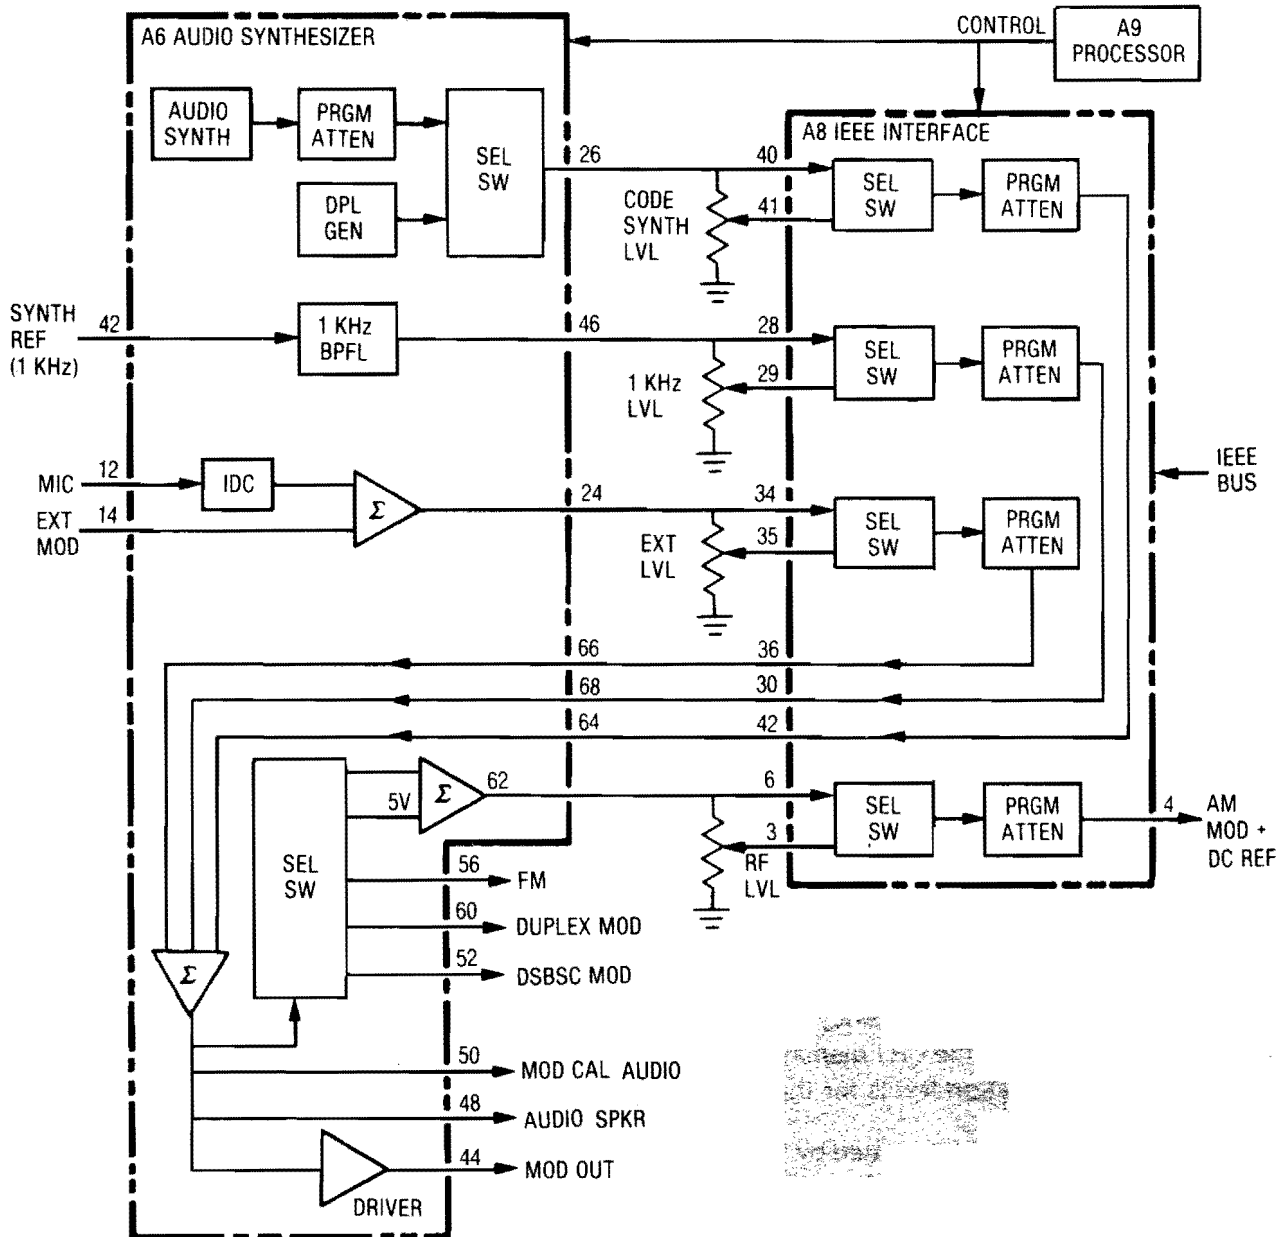 A6 AUDIO SYNTHESIZER
CONTROL
A9
PROCESSOR
AUDIO
SYNTH
PRGM
ATTEN
SEL
SW
DPL
GEN
26
40
41
CODE
SYNTH
LVL
A8 IEEE INTERFACE
SEL
SW
PRGM
ATTEN
SYNTH
REF
(1 KHz)
42
1 KHz
BPFL
46
28
29
1 KHz
LVL
SEL
SW
PRGM
ATTEN
MIC
12
IDC
EXT
MOD
14
Σ
24
34
35
EXT
LVL
SEL
SW
PRGM
ATTEN
IEEE
BUS
66
36
68
30
64
42
SEL
SW
5V
Σ
62
6
3
RF
LVL
SEL
SW
PRGM
ATTEN
4
AM
MOD +
DC REF
56
FM
60
DUPLEX MOD
52
DSBSC MOD
Σ
50
MOD CAL AUDIO
48
AUDIO SPKR
44
MOD OUT
DRIVER